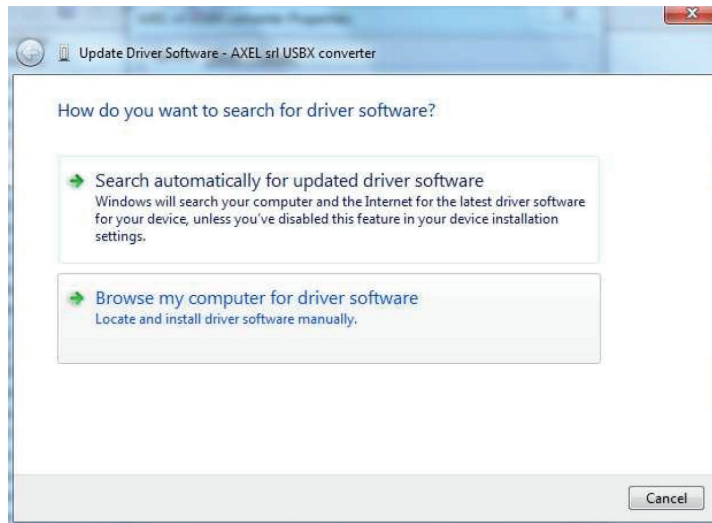 Update Driver Software - AXEL srl USBX converter
How do you want to search for driver software?
Search automatically for updated driver software
Windows will search your computer and the Internet for the latest driver software
for your device, unless you've disabled this feature in your device installation
settings.
Browse my computer for driver software
Locate and install driver software manually.
Cancel